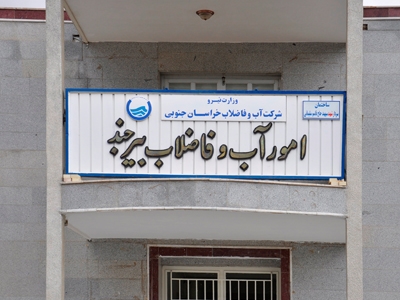 وزارت نیرو
شرکت آب و فاضلاب خراسان جنوبی
امور آب و فاضلاب بیرجند
ساختمان